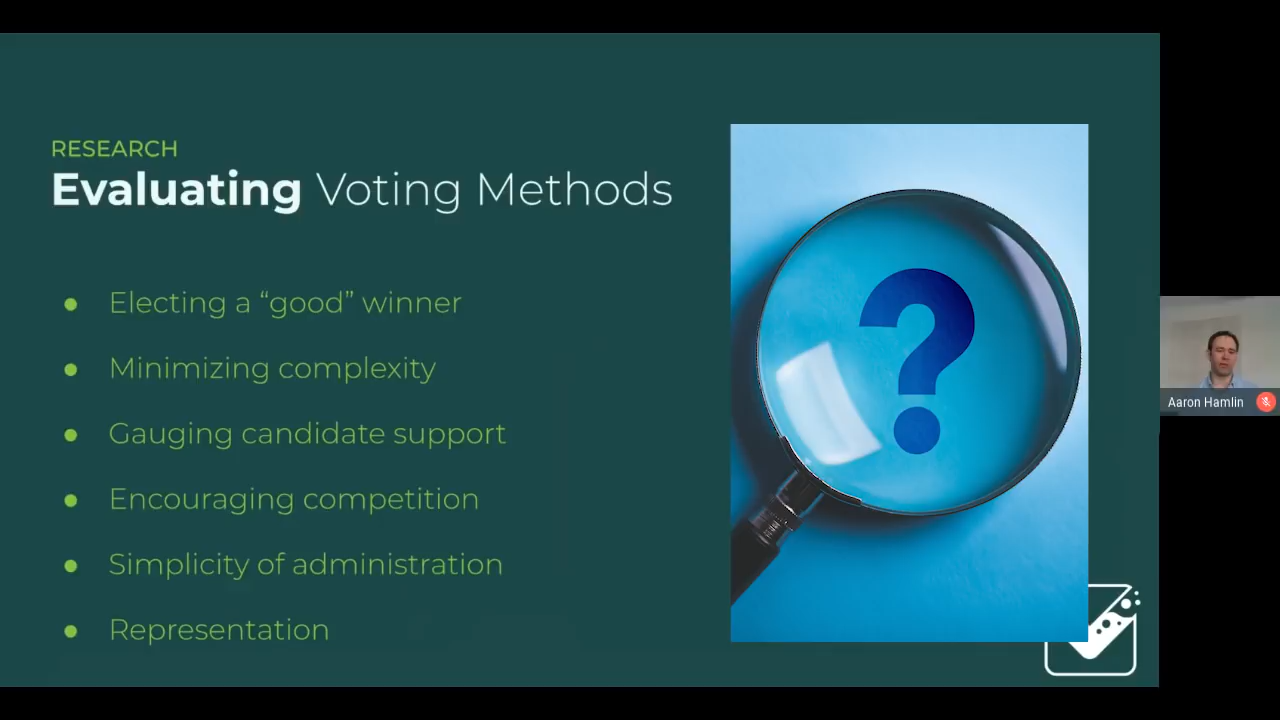 RESEARCH
Evaluating Voting Methods
• Electing a “good” winner
• Minimizing complexity
• Gauging candidate support
• Encouraging competition
• Simplicity of administration
• Representation
?
Aaron Hamlin